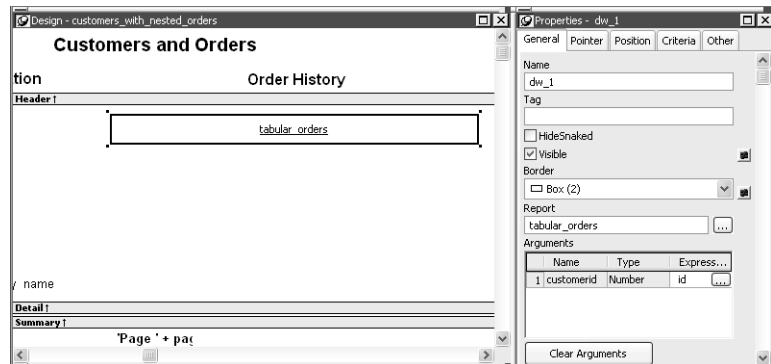 Design - customers_with_nested_orders
Customers and Orders
tion
Order History
Header ↑
tabular_orders
name
Detail ↑
Summary ↑
'Page ' + pag
Properties - dw_1
General Pointer Position Criteria Other
Name
dw_1
Tag
HideSnaked
Visible
Border
Box (2)
Report
tabular_orders
...
Arguments
Name Type Express...
1 customerid Number id ...
Clear Arguments